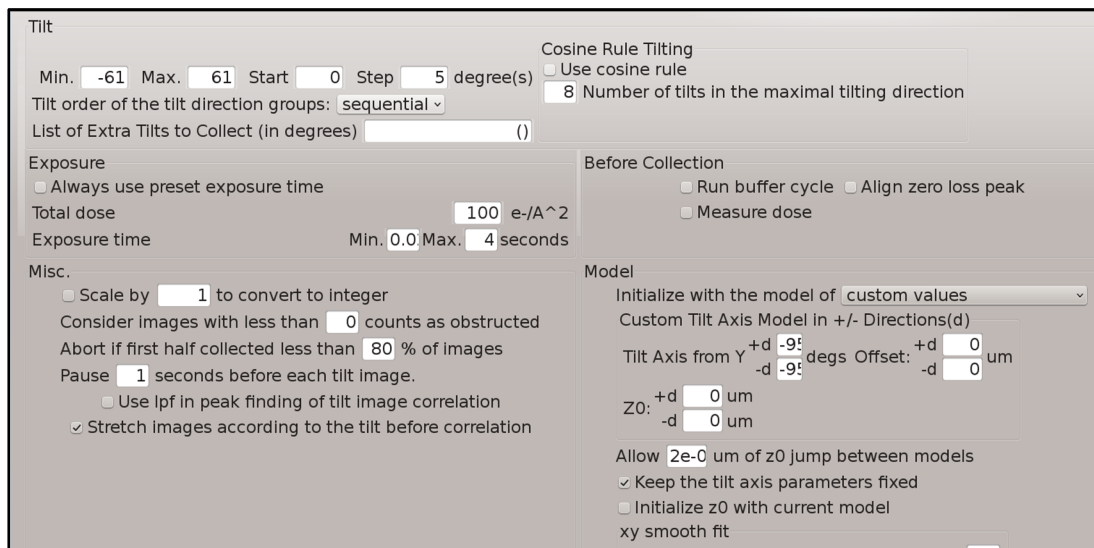 Tilt
Cosine Rule Tilting
Min. -61 Max. 61 Start 0 Step 5 degree(s)
Use cosine rule
8 Number of tilts in the maximal tilting direction
Tilt order of the tilt direction groups: sequential
List of Extra Tilts to Collect (in degrees) ()
Exposure
Always use preset exposure time
Total dose 100 e-/A^2
Exposure time Min. 0.0 Max. 4 seconds
Before Collection
Run buffer cycle Align zero loss peak
Measure dose
Misc.
Scale by 1 to convert to integer
Consider images with less than 0 counts as obstructed
Abort if first half collected less than 80 % of images
Pause 1 seconds before each tilt image.
Use lpf in peak finding of tilt image correlation
Stretch images according to the tilt before correlation
Model
Initialize with the model of custom values
Custom Tilt Axis Model in +/- Directions(d)
Tilt Axis from Y +d -95 degs Offset: +d 0 um
-d -95 -d 0
Z0: +d 0 um
-d 0 um
Allow 2e-0 um of z0 jump between models
Keep the tilt axis parameters fixed
Initialize z0 with current model
xy smooth fit